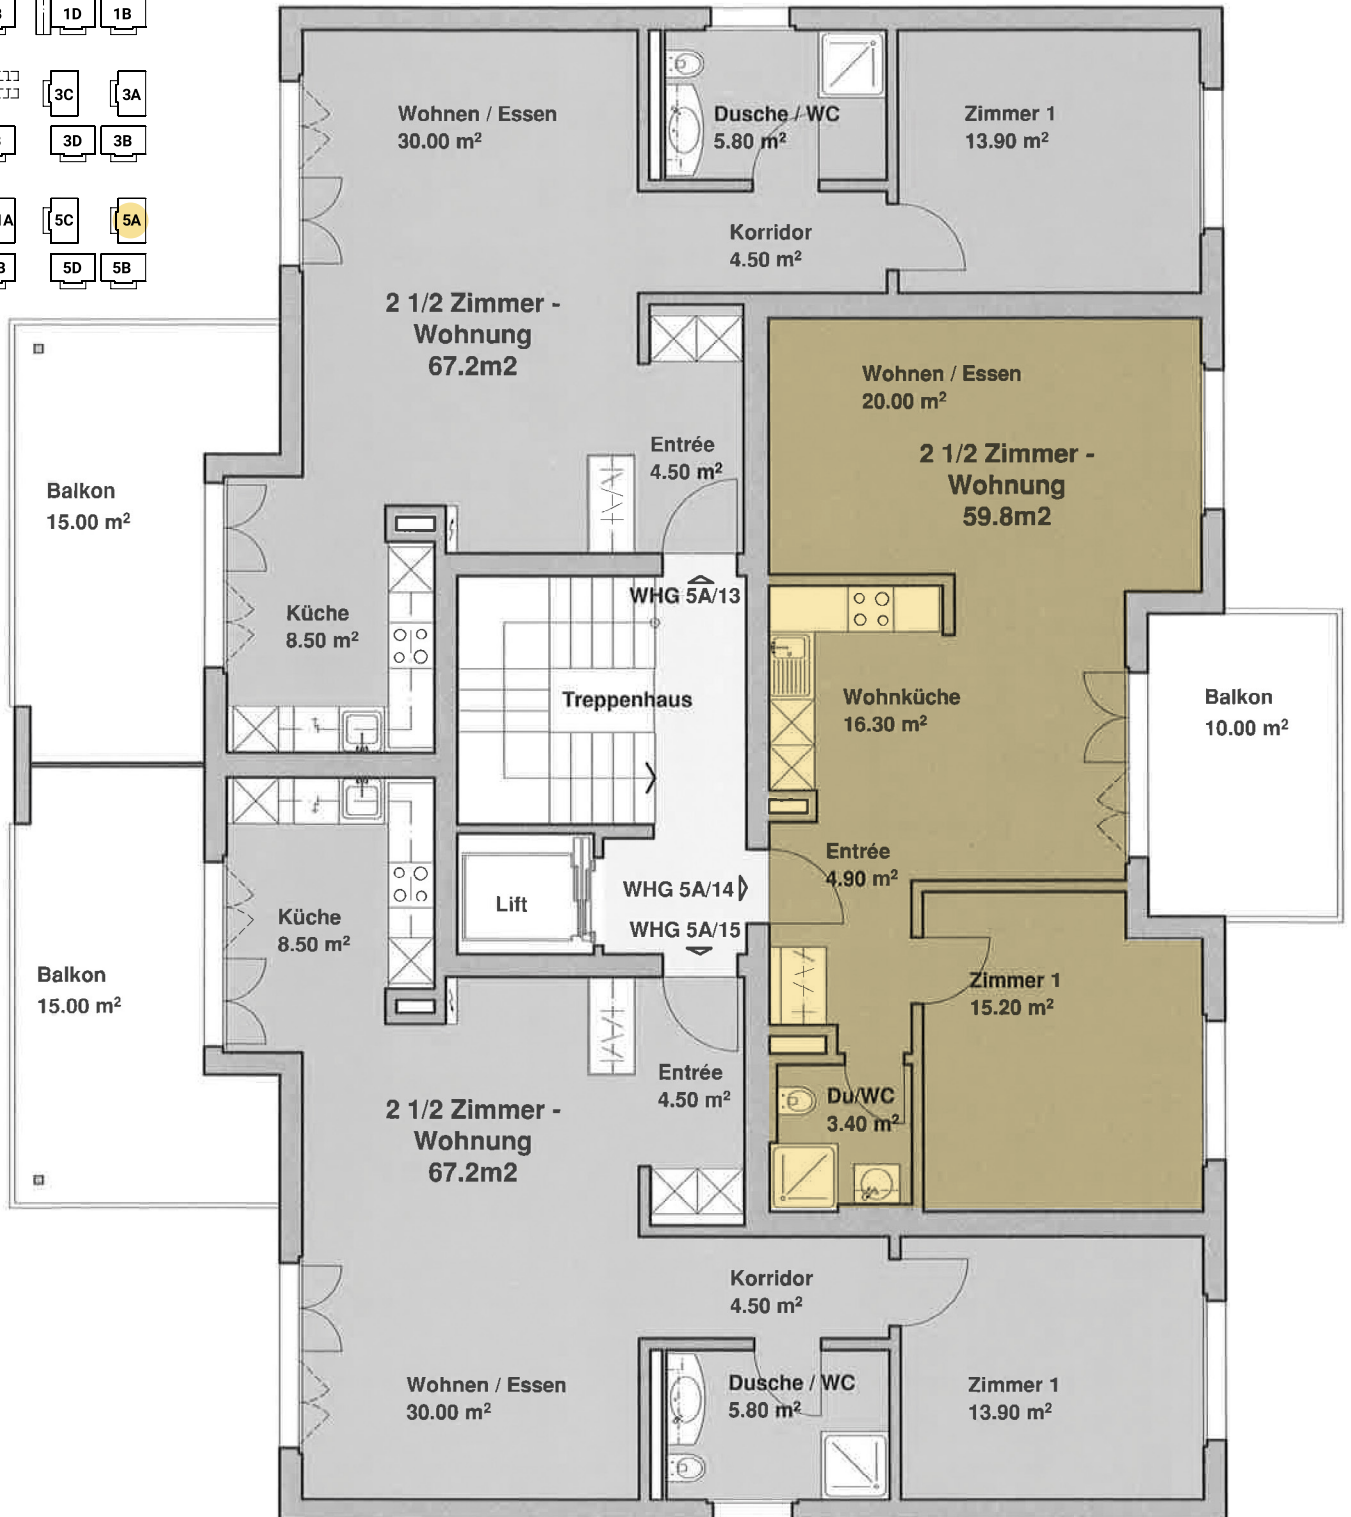 1D 1B
3C 3A
3D 3B
5C 5A
5D 5B
Wohnen / Essen
30.00 m²
Dusche / WC
5.80 m²
Zimmer 1
13.90 m²
Korridor
4.50 m²
2 1/2 Zimmer -
Wohnung
67.2m2
Entrée
4.50 m²
Wohnen / Essen
20.00 m²
2 1/2 Zimmer -
Wohnung
59.8m2
Balkon
15.00 m²
Küche
8.50 m²
WHG 5A/13
Treppenhaus
Wohnküche
16.30 m²
Balkon
10.00 m²
Entrée
4.90 m²
Lift
WHG 5A/14
WHG 5A/15
Küche
8.50 m²
Balkon
15.00 m²
Zimmer 1
15.20 m²
Du/WC
3.40 m²
Entrée
4.50 m²
2 1/2 Zimmer -
Wohnung
67.2m2
Korridor
4.50 m²
Wohnen / Essen
30.00 m²
Dusche / WC
5.80 m²
Zimmer 1
13.90 m²